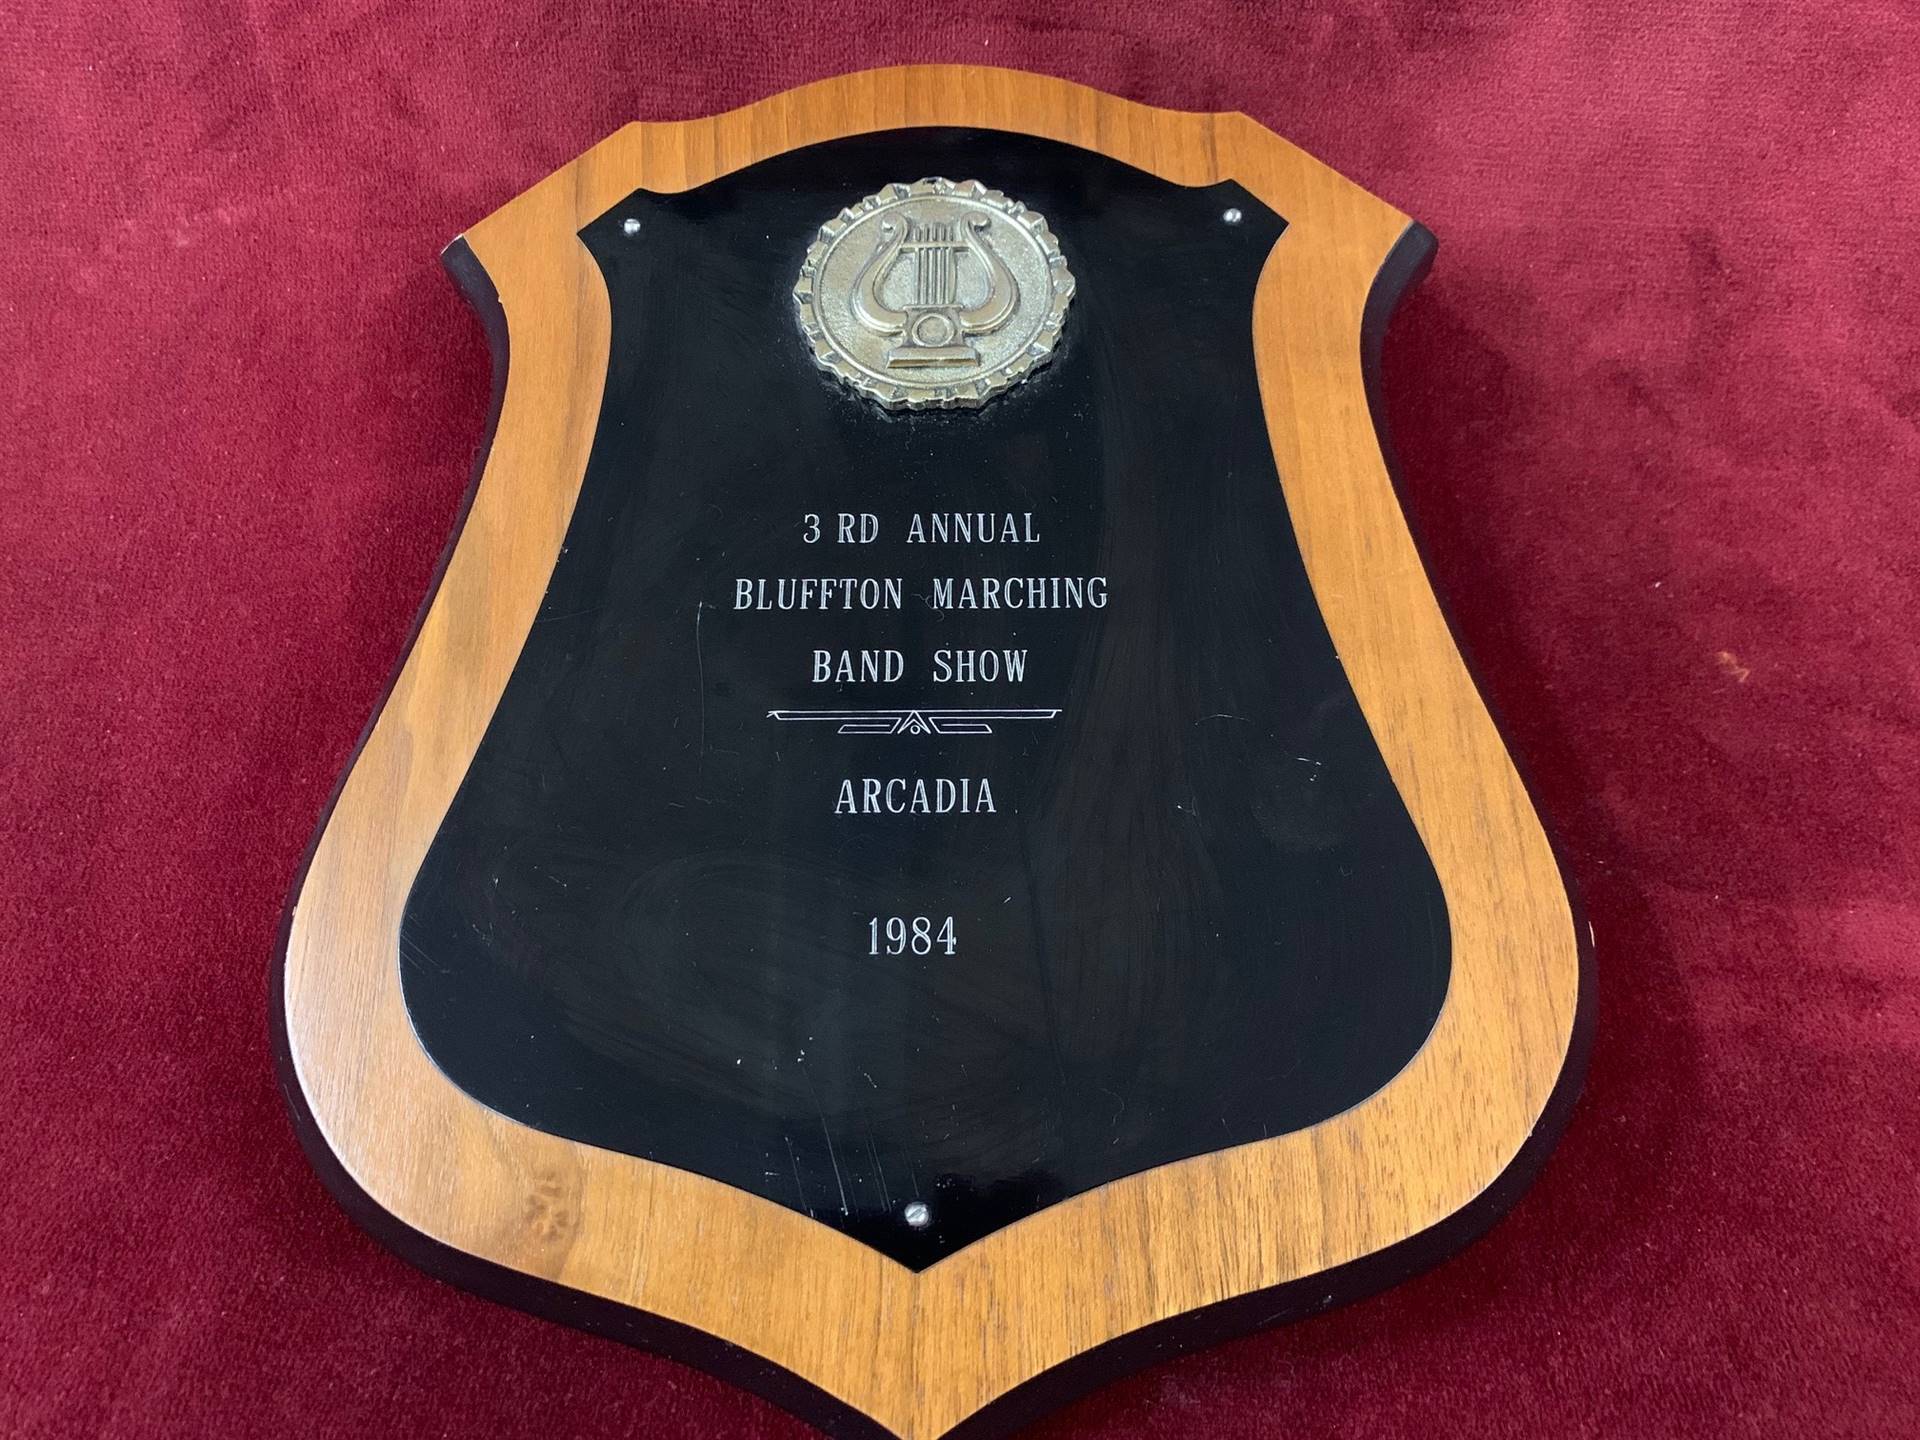 3 RD ANNUAL
BLUFFTON MARCHING
BAND SHOW
ARCADIA
1984